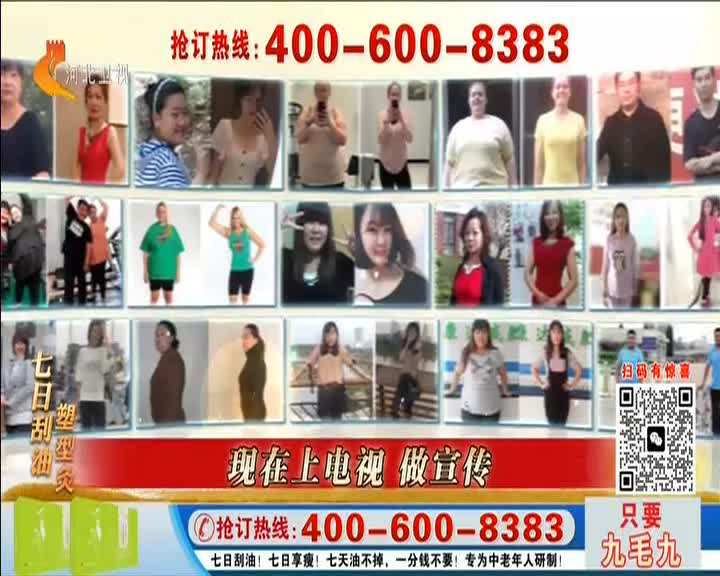 抢订热线:400-600-8383
河北卫视
七日刮油
塑型灸
扫码有惊喜
现在上电视 做宣传
抢订热线:400-600-8383
只要
九毛九
七日刮油!七日享瘦!七天油不掉,一分钱不要!专为中老年人研制!